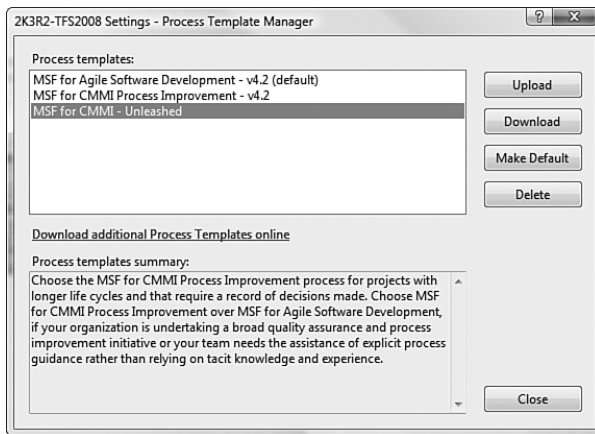 2K3R2-TFS2008 Settings - Process Template Manager
Process templates:
MSF for Agile Software Development - v4.2 (default)
MSF for CMMI Process Improvement - v4.2
MSF for CMMI - Unleashed
Upload
Download
Make Default
Delete
Download additional Process Templates online
Process templates summary:
Choose the MSF for CMMI Process Improvement process for projects with
longer life cycles and that require a record of decisions made. Choose MSF
for CMMI Process Improvement over MSF for Agile Software Development,
if your organization is undertaking a broad quality assurance and process
improvement initiative or your team needs the assistance of explicit process
guidance rather than relying on tacit knowledge and experience.
Close